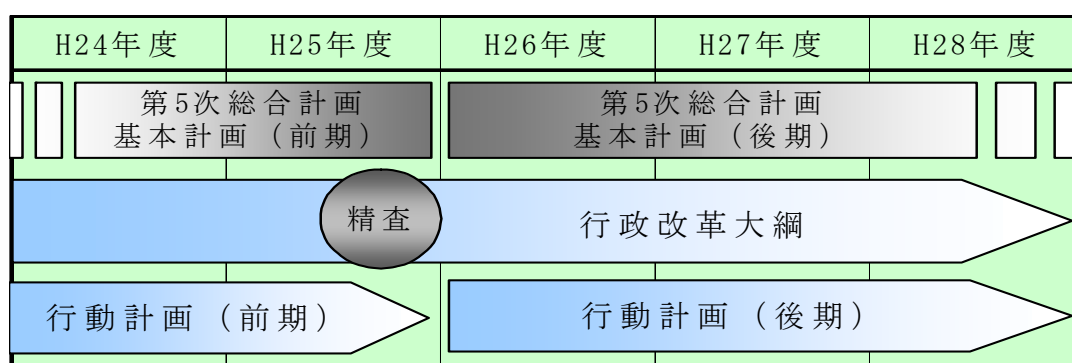 H24年度 H25年度 H26年度 H27年度 H28年度
第5次総合計画
基本計画（前期）
第5次総合計画
基本計画（後期）
精査
行政改革大綱
行動計画（前期）
行動計画（後期）